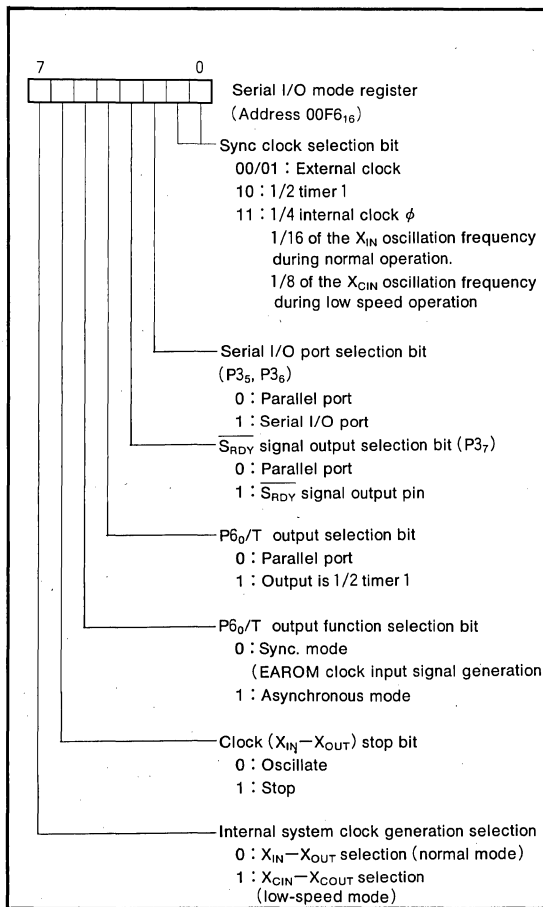 7 0
Serial I/O mode register
(Address 00F6₁₆)
Sync clock selection bit
00/01 : External clock
10 : 1/2 timer 1
11 : 1/4 internal clock ϕ
1/16 of the X_IN oscillation frequency
during normal operation.
1/8 of the X_CIN oscillation frequency
during low speed operation
Serial I/O port selection bit
(P3₅, P3₆)
0 : Parallel port
1 : Serial I/O port
S̅_R̅D̅Y̅ signal output selection bit (P3₇)
0 : Parallel port
1 : S̅_R̅D̅Y̅ signal output pin
P6₀/T output selection bit
0 : Parallel port
1 : Output is 1/2 timer 1
P6₀/T output function selection bit
0 : Sync. mode
(EAROM clock input signal generation
1 : Asynchronous mode
Clock (X_IN−X_OUT) stop bit
0 : Oscillate
1 : Stop
Internal system clock generation selection
0 : X_IN−X_OUT selection (normal mode)
1 : X_CIN−X_COUT selection
(low-speed mode)